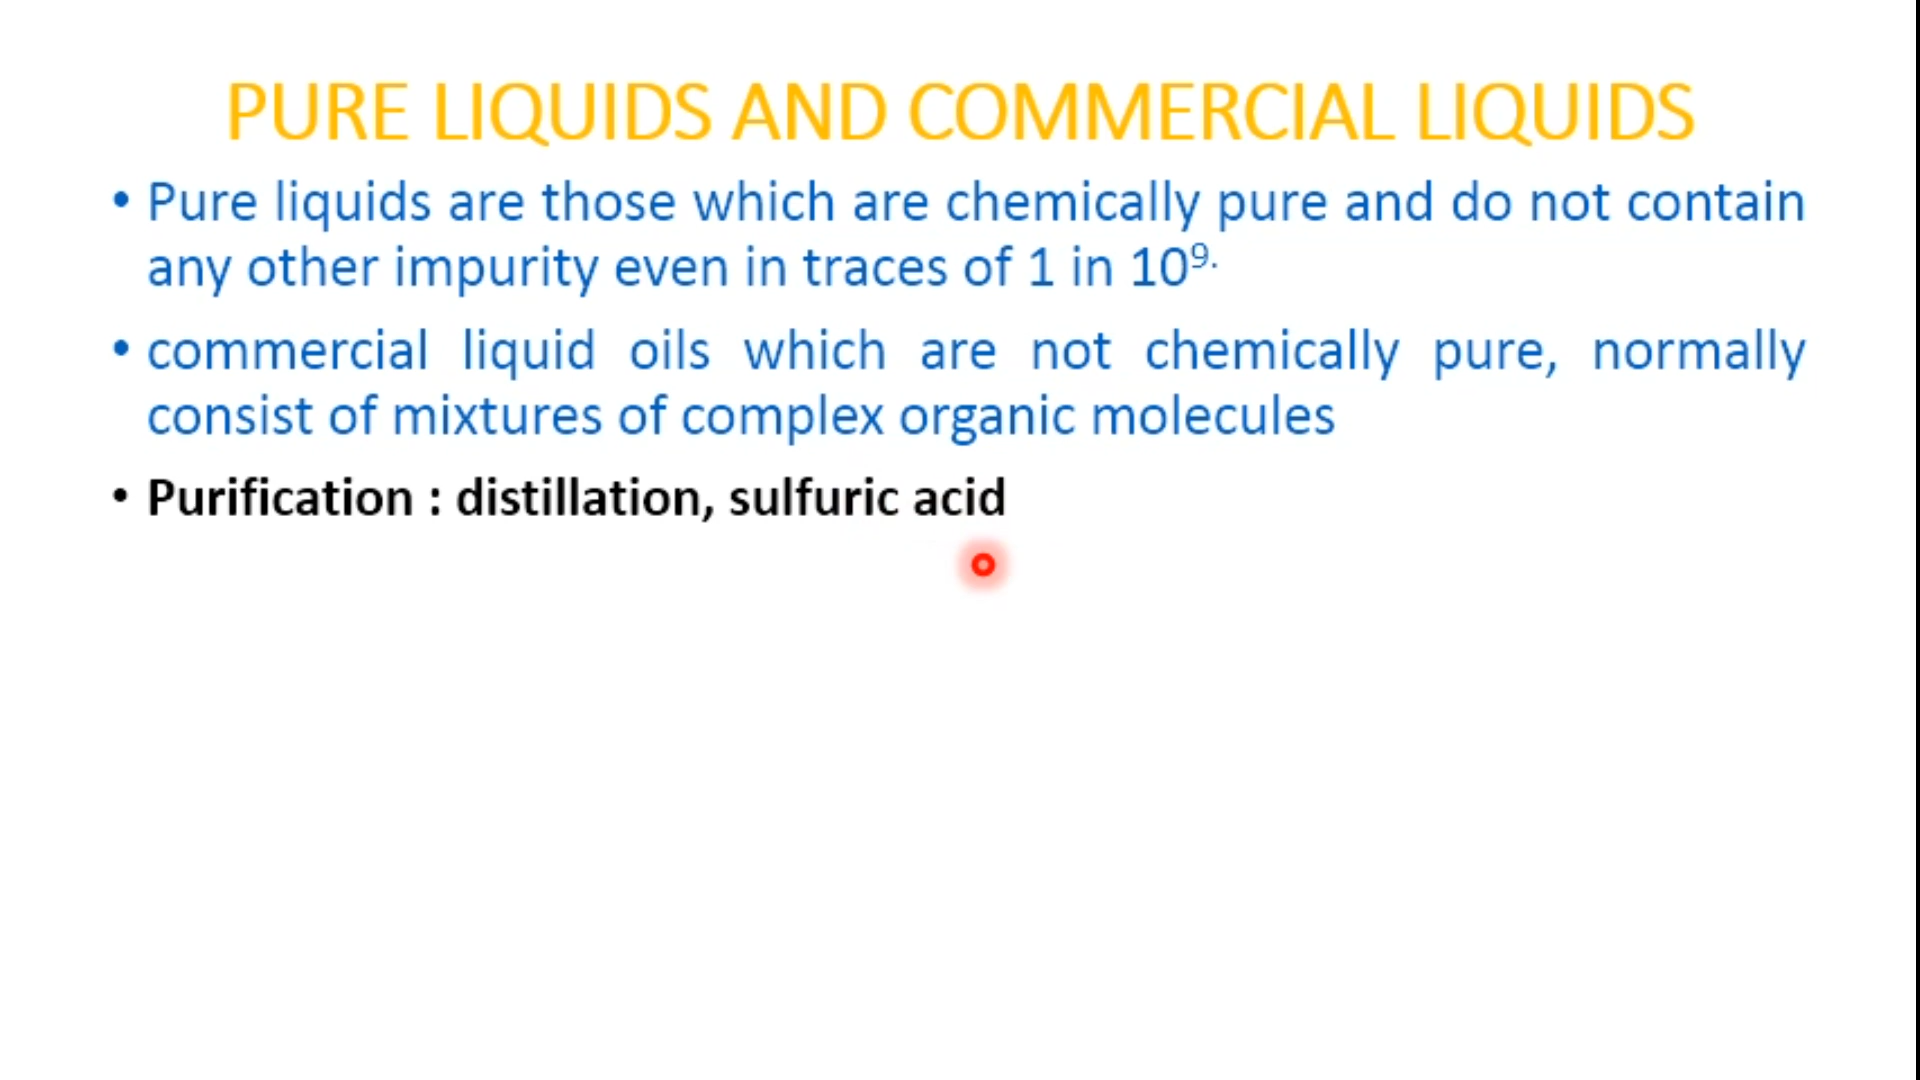 PURE LIQUIDS AND COMMERCIAL LIQUIDS
• Pure liquids are those which are chemically pure and do not contain
any other impurity even in traces of 1 in 10⁹·
• commercial liquid oils which are not chemically pure, normally
consist of mixtures of complex organic molecules
• Purification : distillation, sulfuric acid